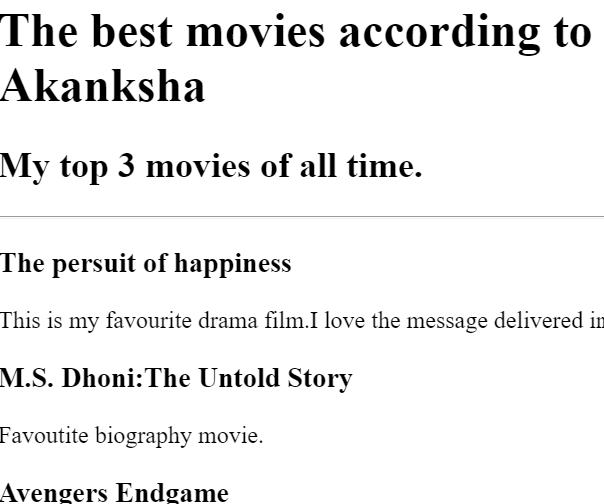 The best movies according to
Akanksha
My top 3 movies of all time.
The persuit of happiness
This is my favourite drama film.I love the message delivered in
M.S. Dhoni:The Untold Story
Favoutite biography movie.
Avengers Endgame